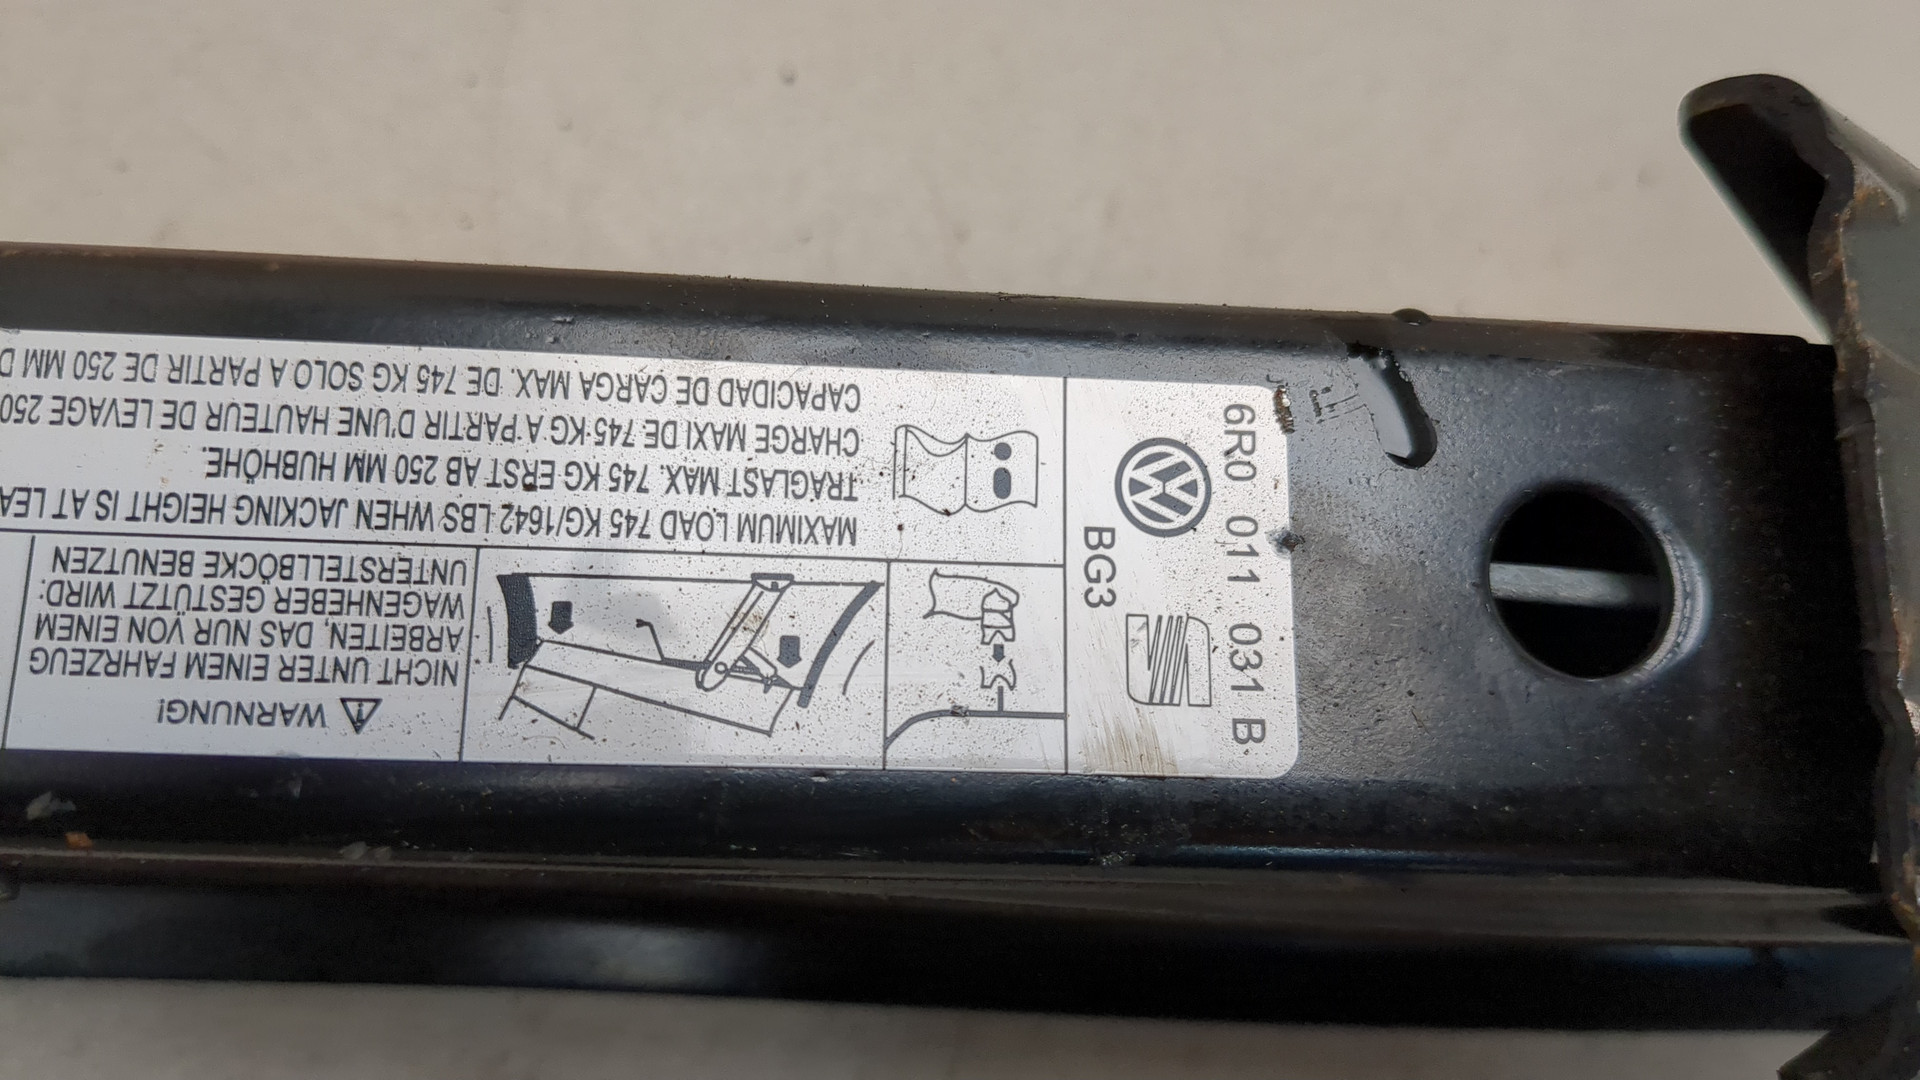 6R0 011 031 B
BG3
WARNUNG!
NICHT UNTER EINEM FAHRZEUG
ARBEITEN, DAS NUR VON EINEM
WAGENHEBER GESTÜTZT WIRD:
UNTERSTELLBÖCKE BENUTZEN
MAXIMUM LOAD 745 KG/1642 LBS WHEN JACKING HEIGHT IS AT LEA
TRAGLAST MAX. 745 KG ERST AB 250 MM HUBHÖHE.
CHARGE MAXI DE 745 KG A PARTIR D'UNE HAUTEUR DE LEVAGE 250
CAPACIDAD DE CARGA MAX. DE 745 KG SOLO A PARTIR DE 250 MM D